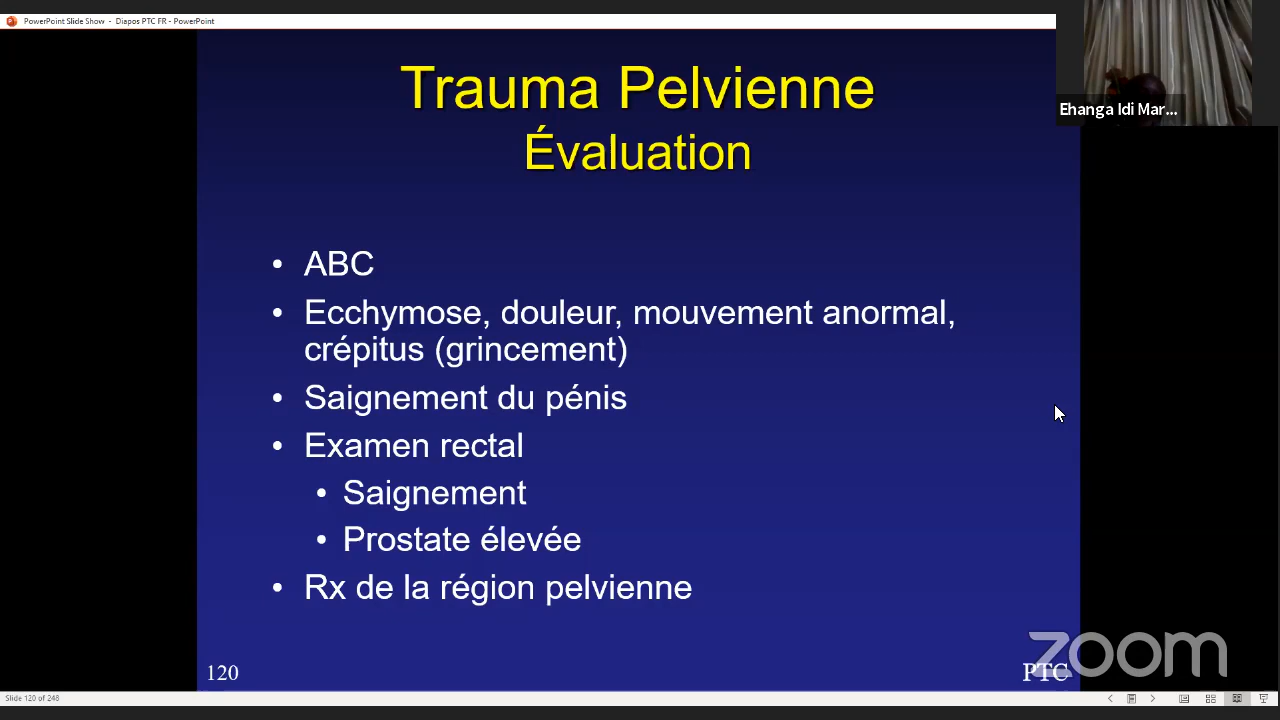 PowerPoint Slide Show - Diapos PTC FR - PowerPoint
Ehanga Idi Mar...
Trauma Pelvienne
Évaluation
• ABC
• Ecchymose, douleur, mouvement anormal,
crépitus (grincement)
• Saignement du pénis
• Examen rectal
• Saignement
• Prostate élevée
• Rx de la région pelvienne
zoom
120
PTC
Slide 120 of 248